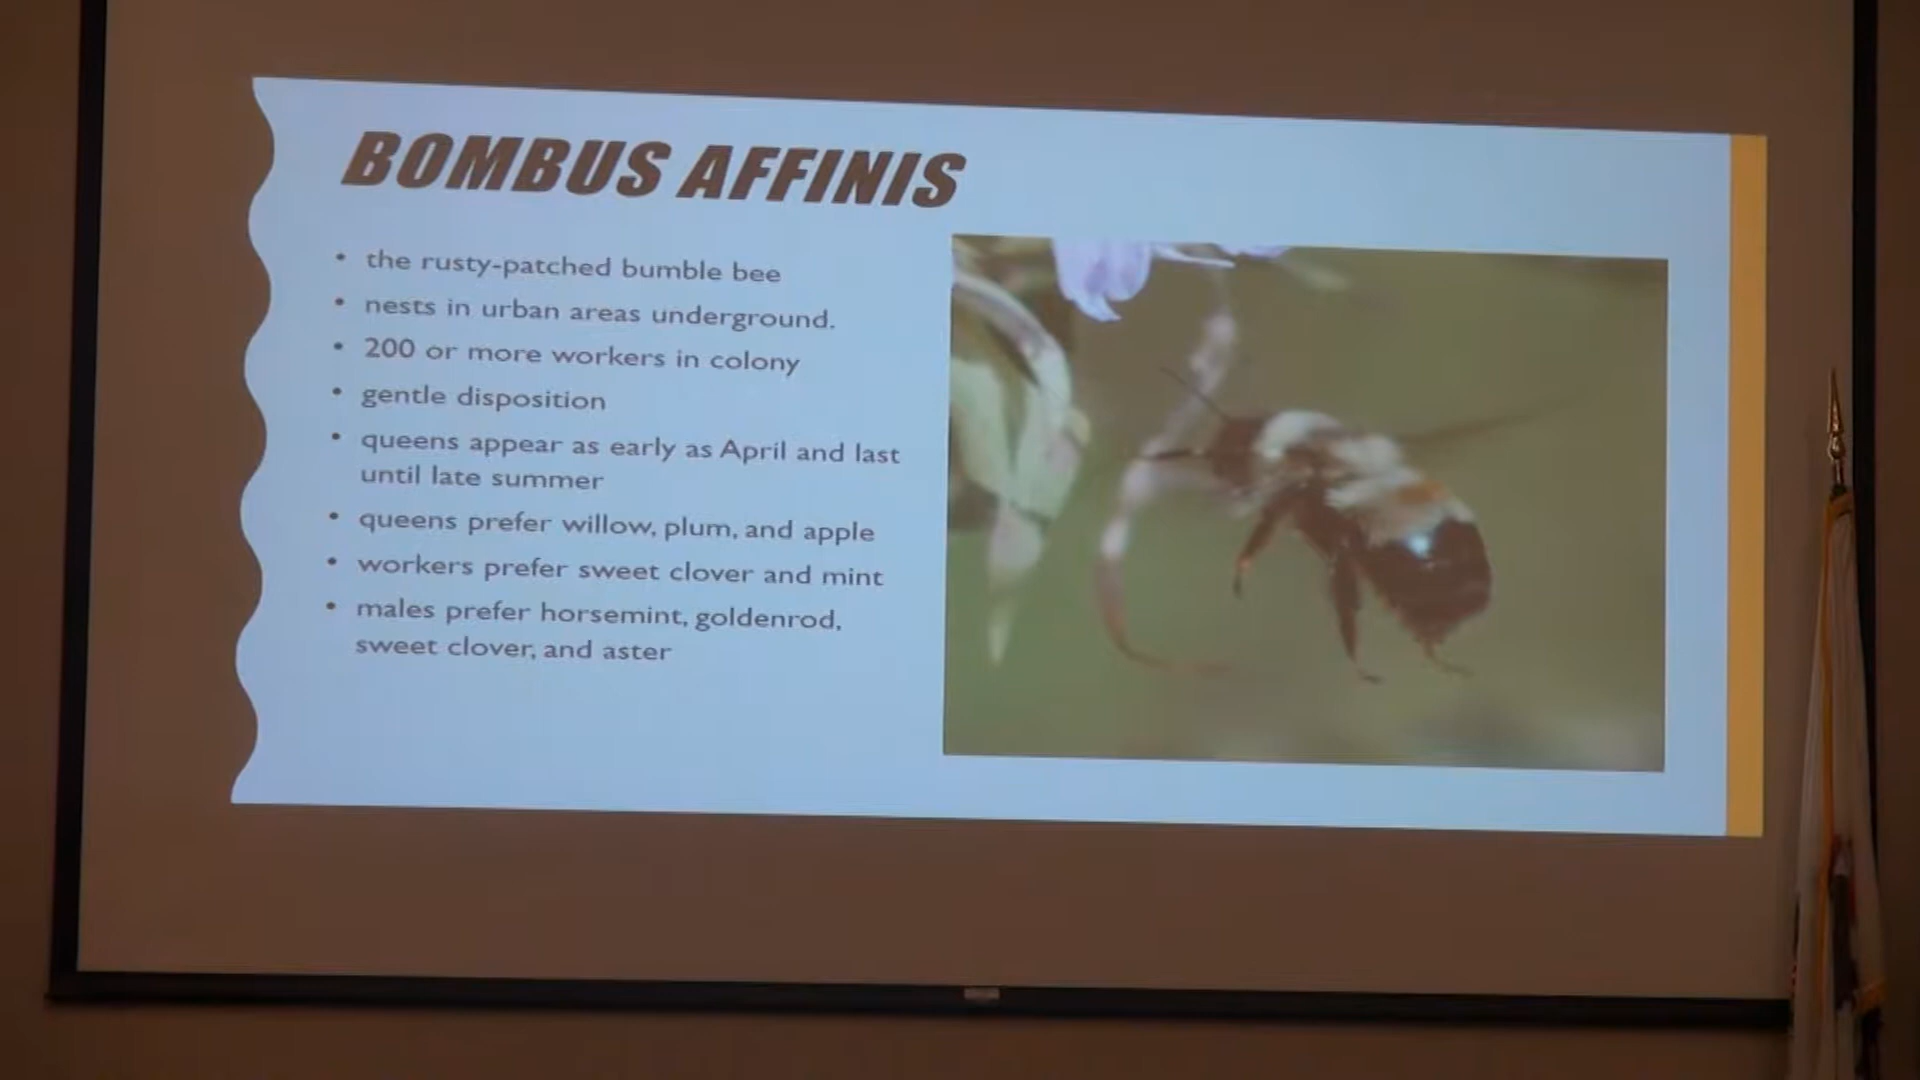 BOMBUS AFFINIS
• the rusty-patched bumble bee
• nests in urban areas underground.
• 200 or more workers in colony
• gentle disposition
• queens appear as early as April and last
until late summer
• queens prefer willow, plum, and apple
• workers prefer sweet clover and mint
• males prefer horsemint, goldenrod,
sweet clover, and aster